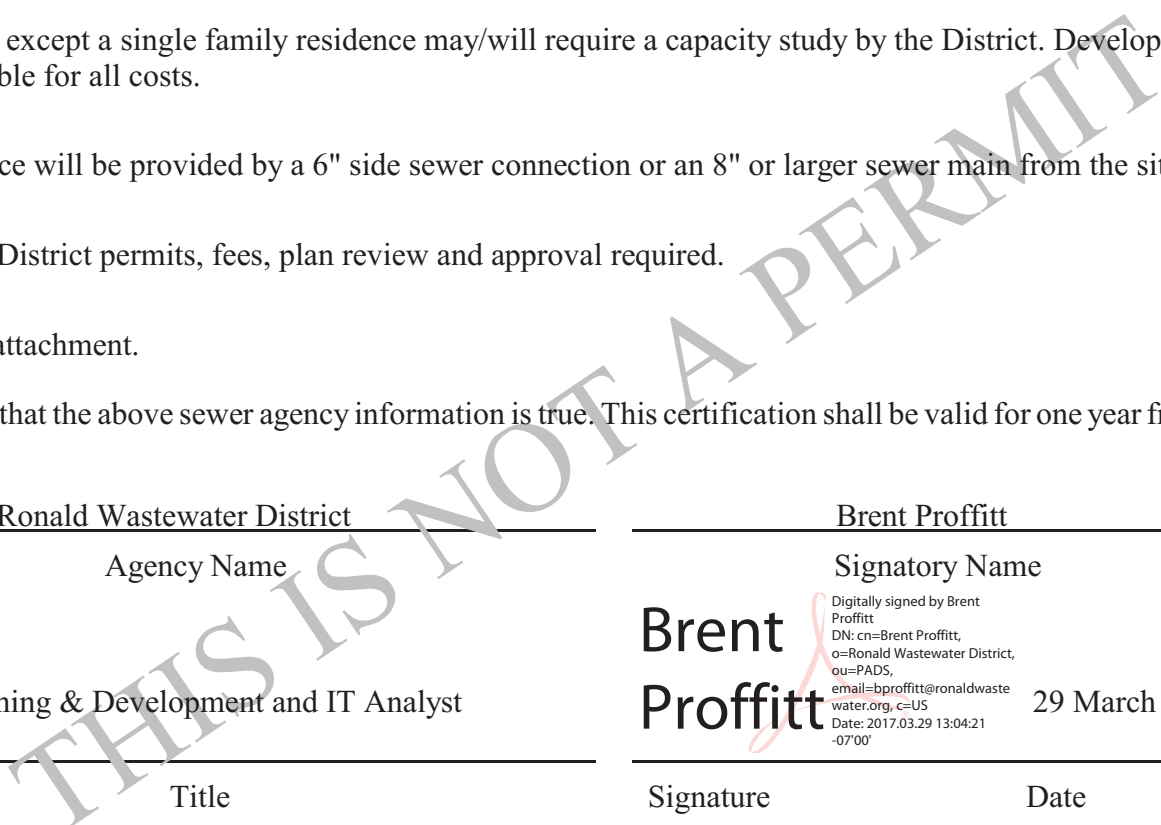 except a single family residence may/will require a capacity study by the District. Develop
ble for all costs.
ce will be provided by a 6" side sewer connection or an 8" or larger sewer main from the sit
District permits, fees, plan review and approval required.
attachment.
that the above sewer agency information is true. This certification shall be valid for one year fr
Ronald Wastewater District
Brent Proffitt
Agency Name
Signatory Name
Brent
Proffitt
Digitally signed by Brent
Proffitt
DN: cn=Brent Proffitt,
o=Ronald Wastewater District,
ou=PADS,
email=bproffitt@ronaldwaste
water.org, c=US
Date: 2017.03.29 13:04:21
-07'00'
ning & Development and IT Analyst
29 March
Title
Signature
Date
THIS IS NOT A PERMIT